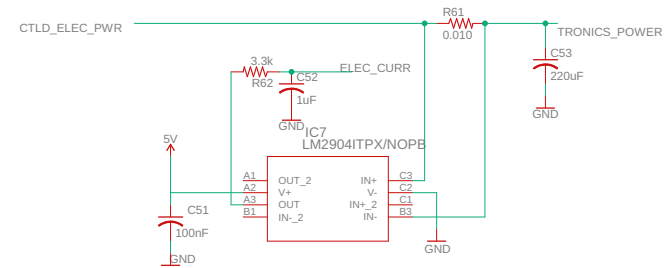 R61
CTLD_ELEC_PWR
0.010
TRONICS_POWER
C53
220uF
GND
3.3k
R62
C52
1uF
ELEC_CURR
GND
IC7
LM2904ITPX/NOPB
5V
A1
A2
A3
B1
OUT_2
V+
OUT
IN-_2
IN+
V-
IN+_2
IN-
C3
C2
C1
B3
C51
100nF
GND
GND